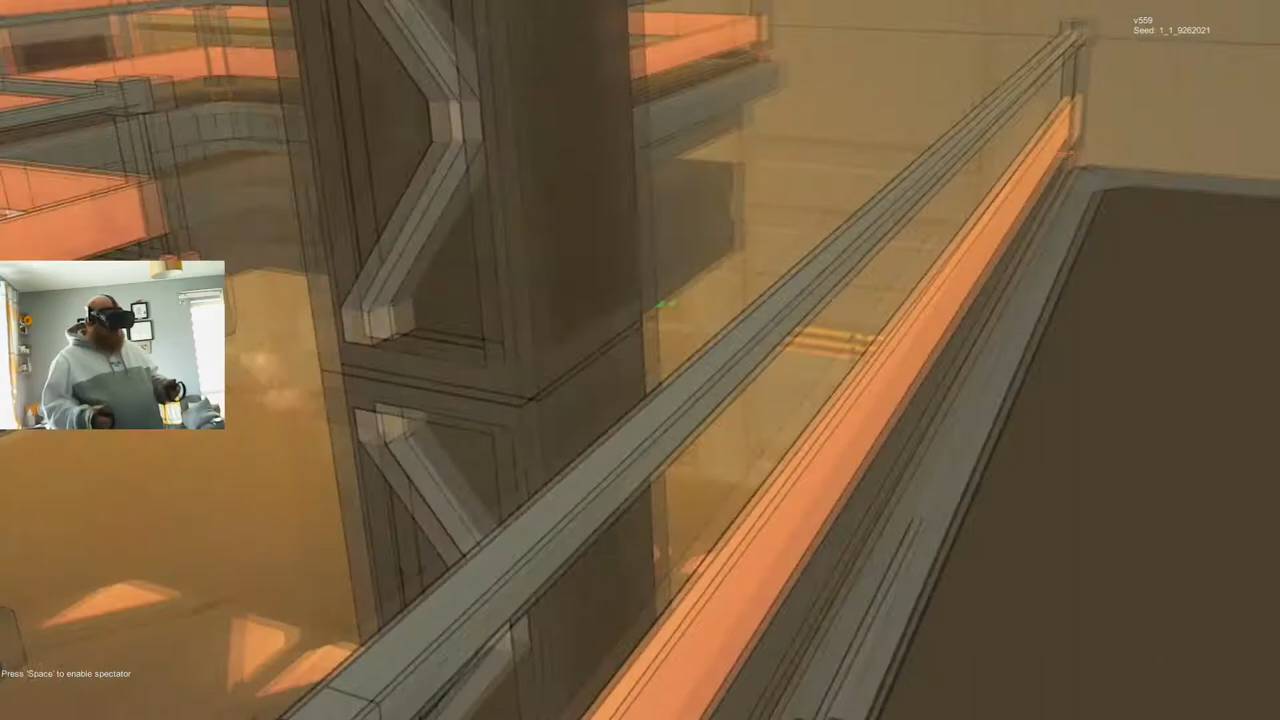 v559
Seed: 1_1_9262021
Press 'Space' to enable spectator